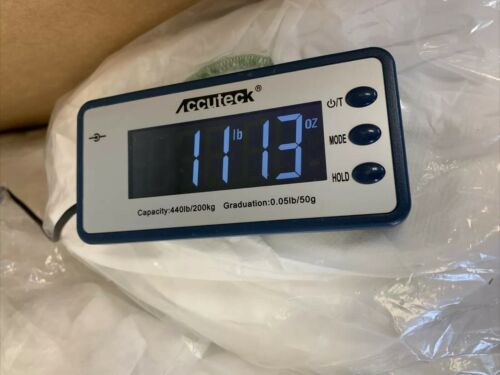 Accuteck®
11 lb 13 oz
⏻/T
MODE
HOLD
Capacity:440lb/200kg Graduation:0.05lb/50g